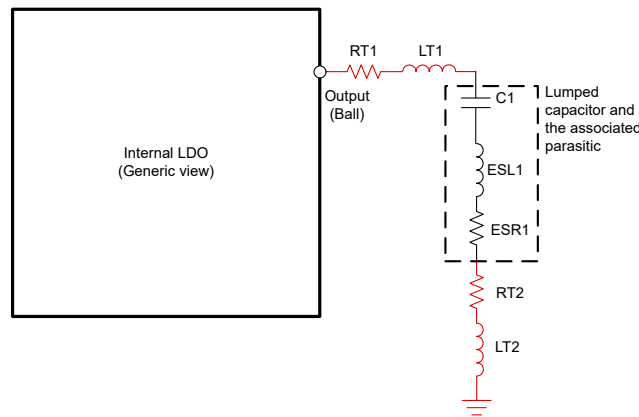 RT1
LT1
Output
(Ball)
C1
Lumped
capacitor and
the associated
parasitic
Internal LDO
(Generic view)
ESL1
ESR1
RT2
LT2